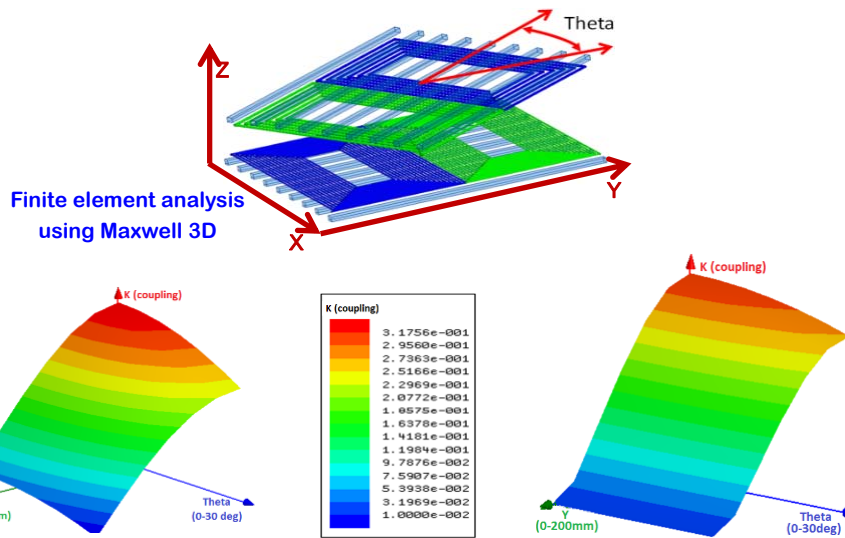 Theta
Z
Y
X
Finite element analysis
using Maxwell 3D
K (coupling)
Theta
(0-30 deg)
m)
K (coupling)
3.1756e-001
2.9560e-001
2.7363e-001
2.5166e-001
2.2969e-001
2.0772e-001
1.8575e-001
1.6378e-001
1.4181e-001
1.1984e-001
9.7876e-002
7.5907e-002
5.3938e-002
3.1969e-002
1.0000e-002
K (coupling)
Y
(0-200mm)
Theta
(0-30deg)